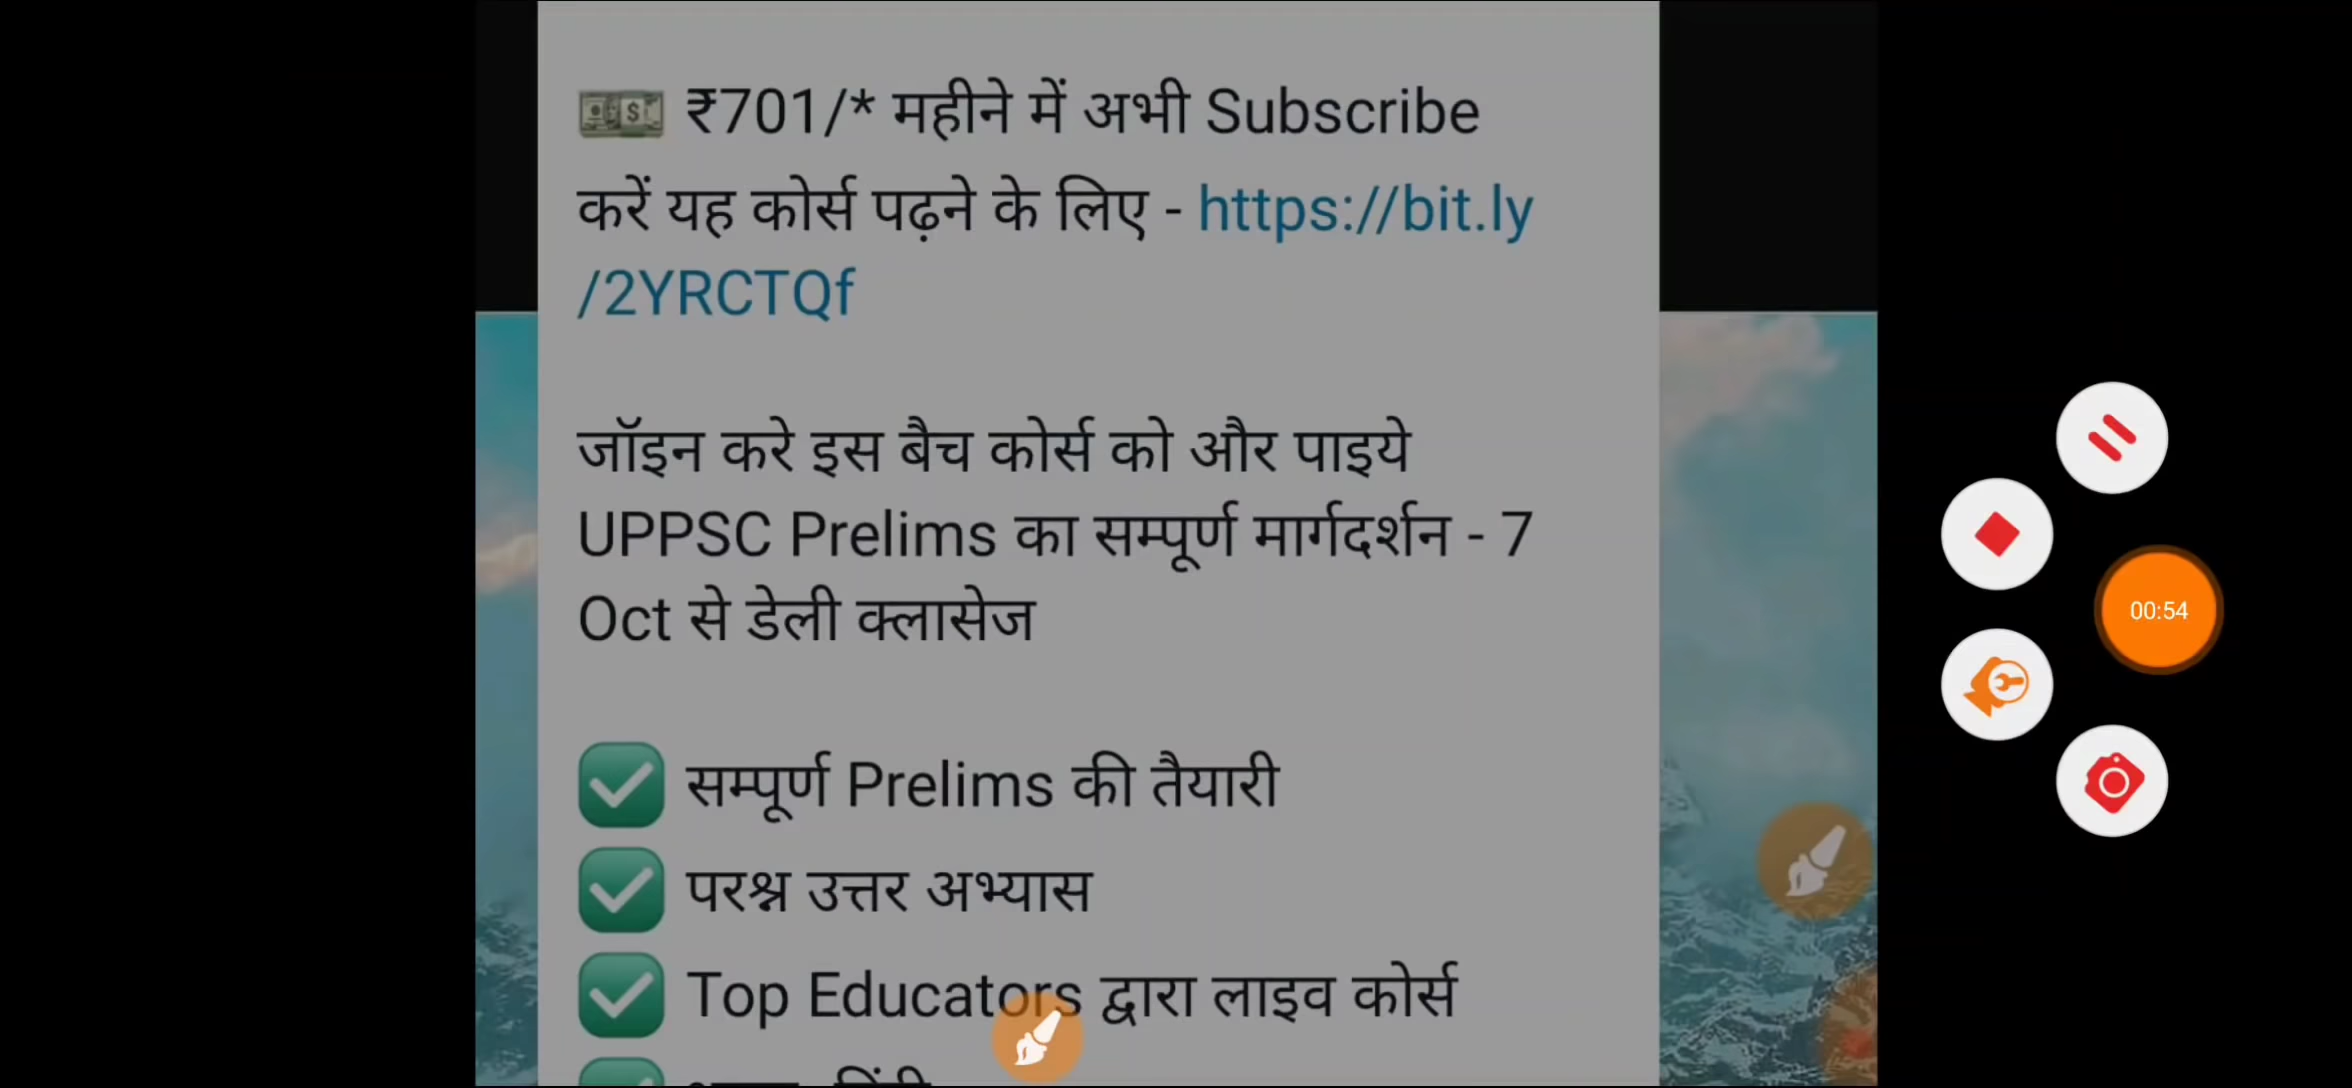 ₹701/* महीने में अभी Subscribe
करें यह कोर्स पढ़ने के लिए - https://bit.ly
/2YRCTQf
जॉइन करे इस बैच कोर्स को और पाइये
UPPSC Prelims का सम्पूर्ण मार्गदर्शन - 7
Oct से डेली क्लासेज
00:54
सम्पूर्ण Prelims की तैयारी
परश्न उत्तर अभ्यास
Top Educators द्वारा लाइव कोर्स